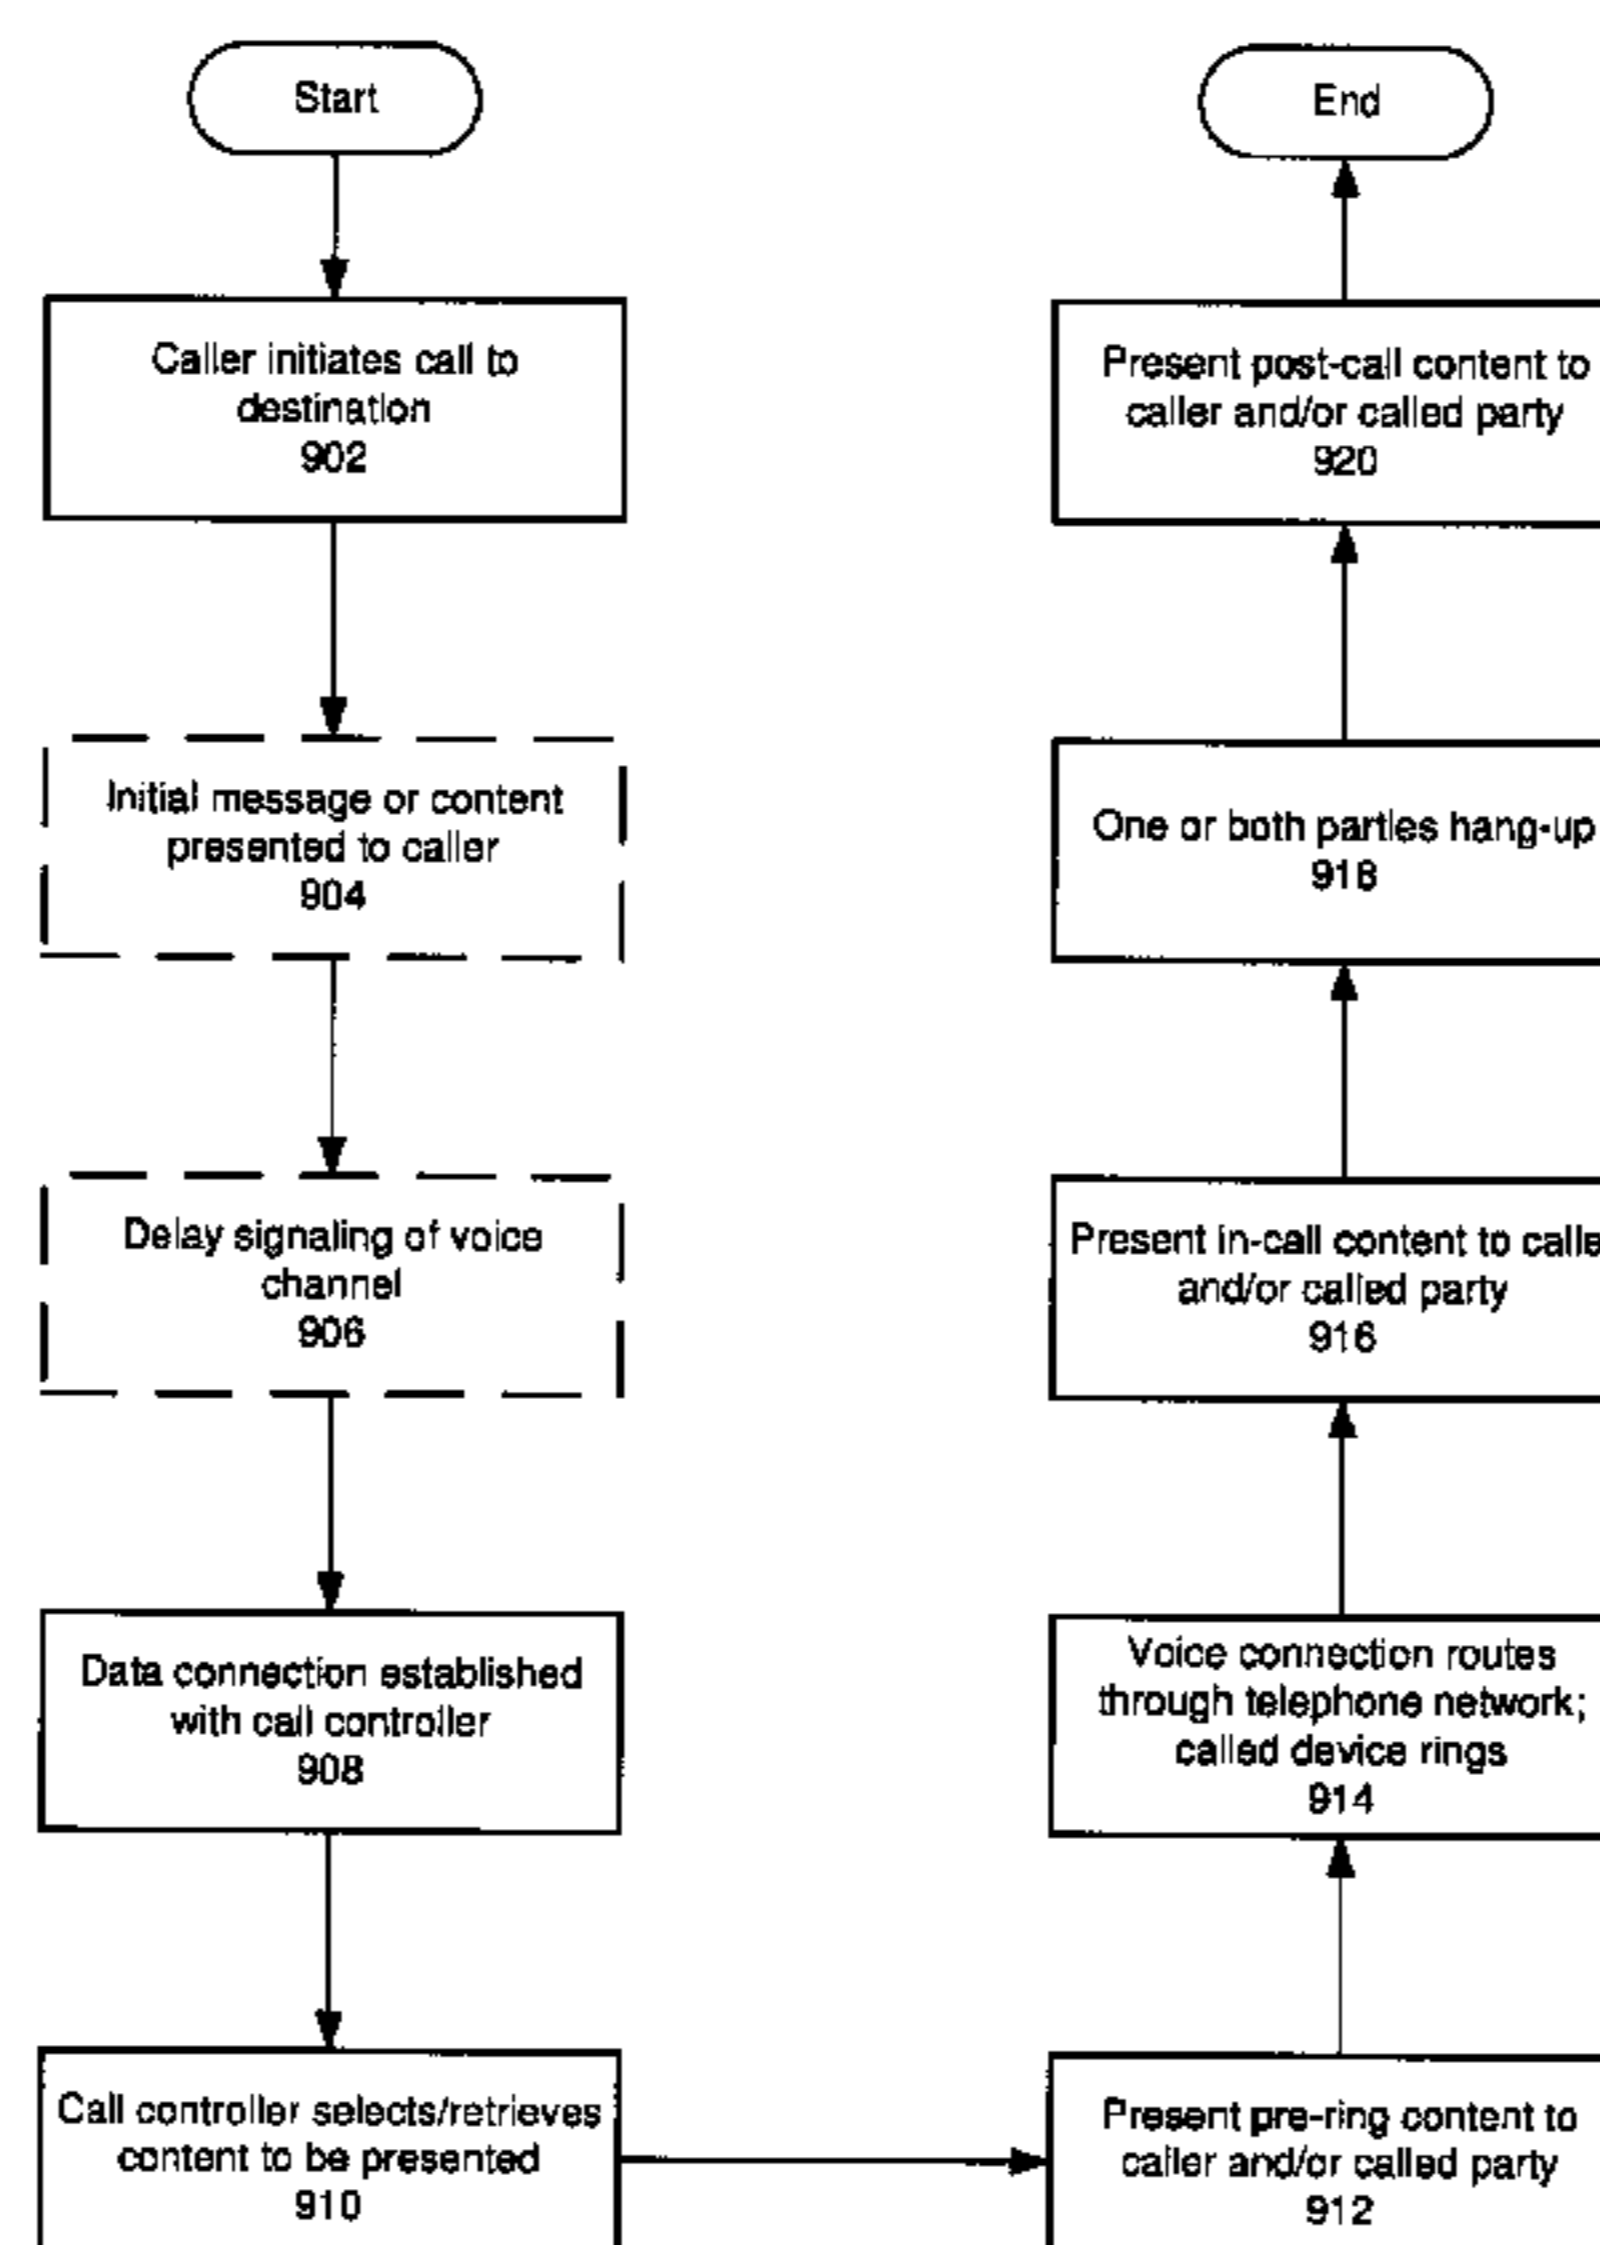 Start
Caller initiates call to
destination
902
Initial message or content
presented to caller
904
Delay signaling of voice
channel
906
Data connection established
with call controller
908
Call controller selects/retrieves
content to be presented
910
Present pre-ring content to
caller and/or called party
912
Voice connection routes
through telephone network;
called device rings
914
Present in-call content to calle
and/or called party
916
One or both parties hang-up
918
Present post-call content to
caller and/or called party
920
End